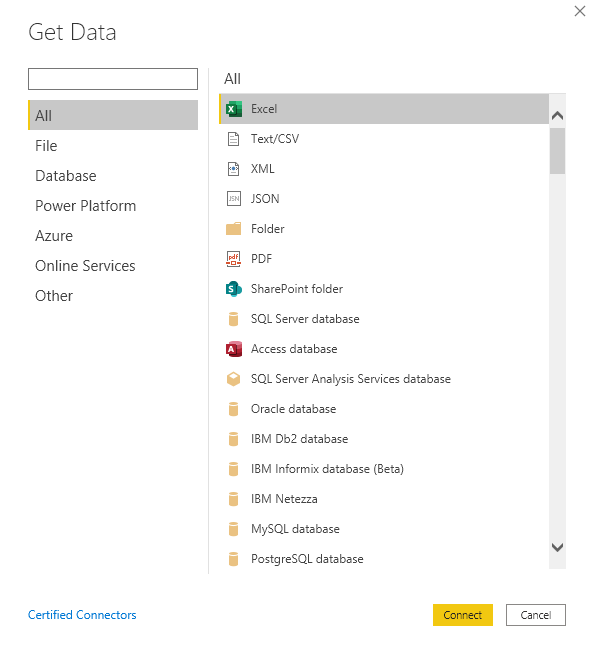 Get Data
All
File
Database
Power Platform
Azure
Online Services
Other
All
Excel
Text/CSV
XML
JSON
Folder
PDF
SharePoint folder
SQL Server database
Access database
SQL Server Analysis Services database
Oracle database
IBM Db2 database
IBM Informix database (Beta)
IBM Netezza
MySQL database
PostgreSQL database
Certified Connectors
Connect
Cancel